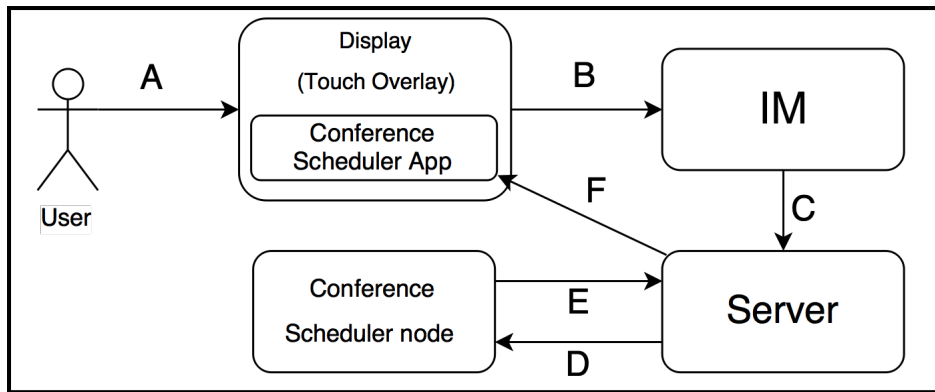 Display
(Touch Overlay)
A
B
IM
Conference
Scheduler App
User
F
C
Conference
Scheduler node
E
D
Server